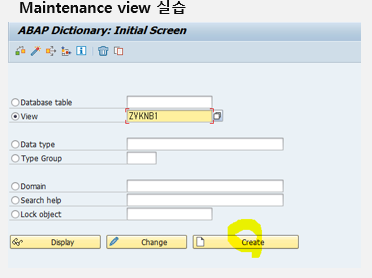 Maintenance view 실습
ABAP Dictionary: Initial Screen
Database table
View ZYKNB1
Data type
Type Group
Domain
Search help
Lock object
Display Change Create